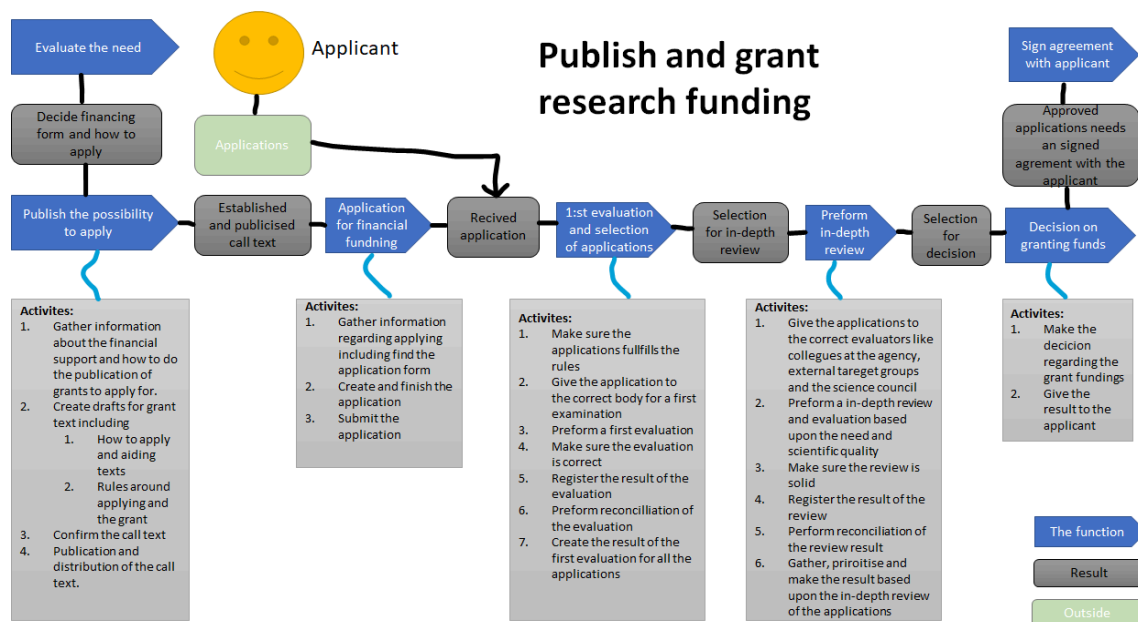 Publish and grant
research funding
Evaluate the need
Applicant
Sign agreement
with applicant
Decide financing
form and how to
apply
Applications
Approved
applications needs
an signed
agreement with the
applicant
Publish the possibility
to apply
Established
and publicised
call text
Application
for financial
fundning
Recived
application
1:st evaluation
and selection
of applications
Selection
for in-depth
review
Preform
in-depth
review
Selection
for
decision
Decision on
granting funds
Activites:
1. Gather information
about the financial
support and how to do
the publication of
grants to apply for.
2. Create drafts for grant
text including
1. How to apply
and aiding
texts
2. Rules around
applying and
the grant
3. Confirm the call text
4. Publication and
distribution of the call
text.
Activites:
1. Gather information
regarding applying
including find the
application form
2. Create and finish the
application
3. Submit the
application
Activites:
1. Make sure the
applications fullfills the
rules
2. Give the application to
the correct body for a first
examination
3. Preform a first evaluation
4. Make sure the evaluation
is correct
5. Register the result of the
evaluation
6. Preform reconcilliation of
the evaluation
7. Create the result of the
first evaluation for all the
applications
Activites:
1. Give the applications to
the correct evaluators like
collegues at the agency,
external tareget groups
and the science council
2. Preform a in-depth review
and evaluation based
upon the need and
scientific quality
3. Make sure the review is
solid
4. Register the result of the
review
5. Perform reconciliation of
the review result
6. Gather, priroitise and
make the result based
upon the in-depth review
of the applications
Activites:
1. Make the
decicion
regarding the
grant fundings
2. Give the
result to the
applicant
The function
Result
Outside